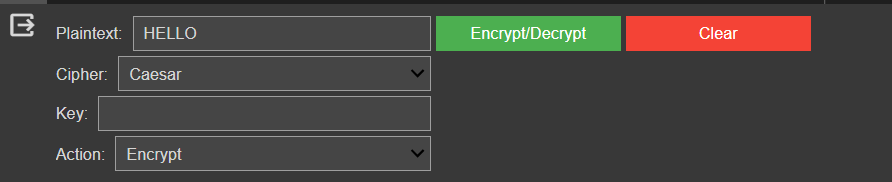 Plaintext: HELLO Encrypt/Decrypt Clear
Cipher: Caesar
Key:
Action: Encrypt